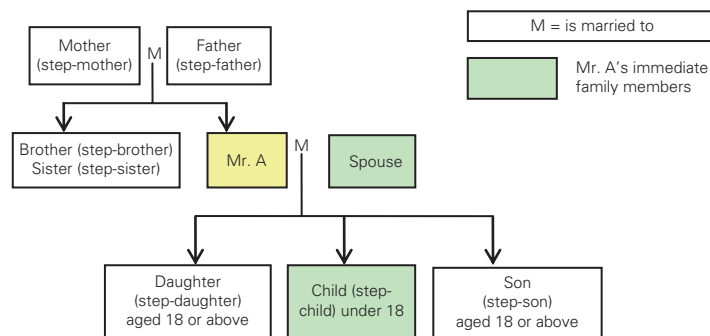 Mother
(step-mother)
M
Father
(step-father)
M = is married to
Mr. A's immediate
family members
Brother (step-brother)
Sister (step-sister)
Mr. A
M
Spouse
Daughter
(step-daughter)
aged 18 or above
Child (step-
child) under 18
Son
(step-son)
aged 18 or above